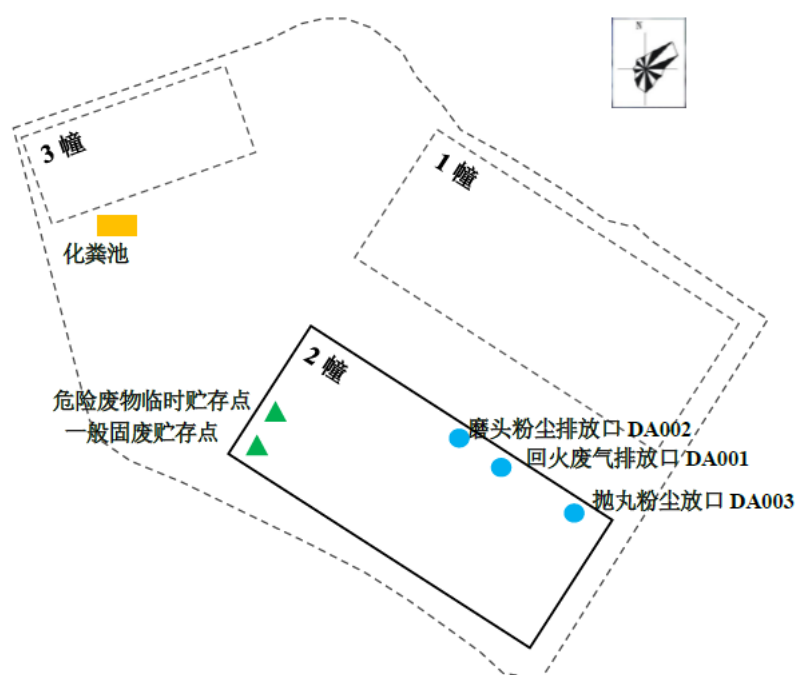 N
3 幢
1 幢
化粪池
2 幢
危险废物临时贮存点
一般固废贮存点
磨头粉尘排放口 DA002
回火废气排放口 DA001
抛丸粉尘放口 DA003